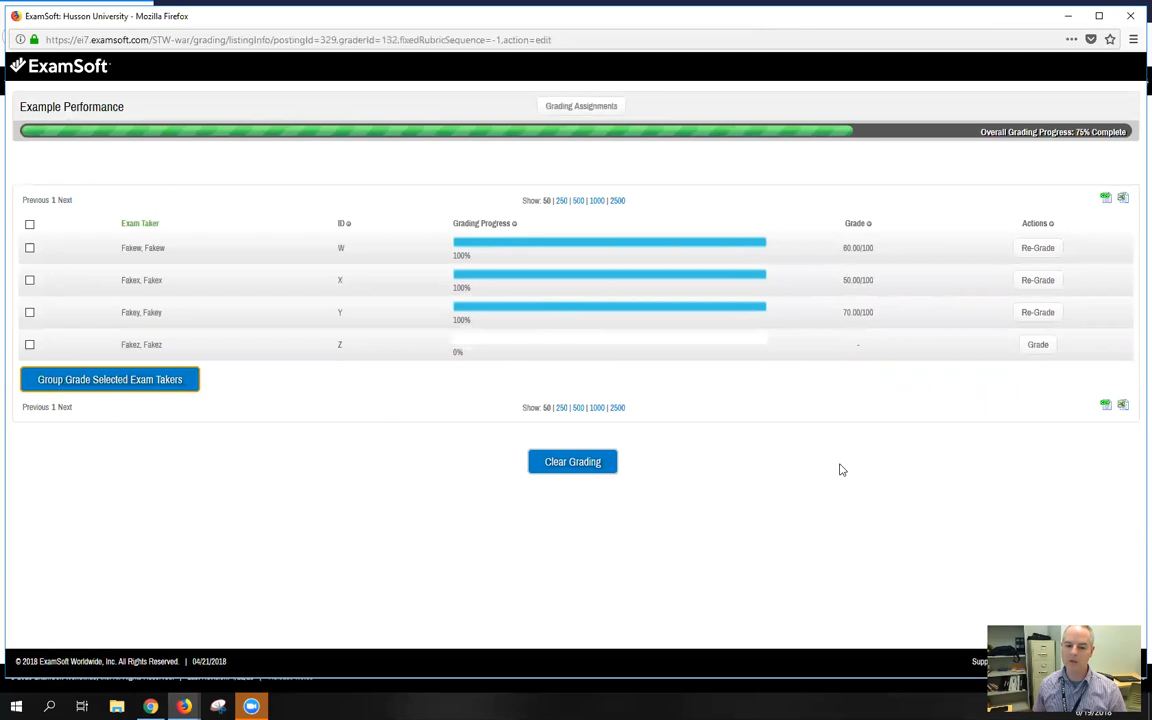 ExamSoft: Husson University - Mozilla Firefox
https://ei7.examsoft.com/STW-war/grading/listingInfo/postingId=329.graderId=132.fixedRubricSequence=-1,action=edit
ExamSoft
Example Performance
Grading Assignments
Overall Grading Progress: 75% Complete
Previous 1 Next
Show: 50 | 250 | 500 | 1000 | 2500
Exam Taker ID Grading Progress Grade Actions
Fakew, Fakew W 100% 60.00/100 Re-Grade
Fakex, Fakex X 100% 50.00/100 Re-Grade
Fakey, Fakey Y 100% 70.00/100 Re-Grade
Fakez, Fakez Z 0% - Grade
Group Grade Selected Exam Takers
Previous 1 Next
Show: 50 | 250 | 500 | 1000 | 2500
Clear Grading
© 2018 ExamSoft Worldwide, Inc. All Rights Reserved. | 04/21/2018